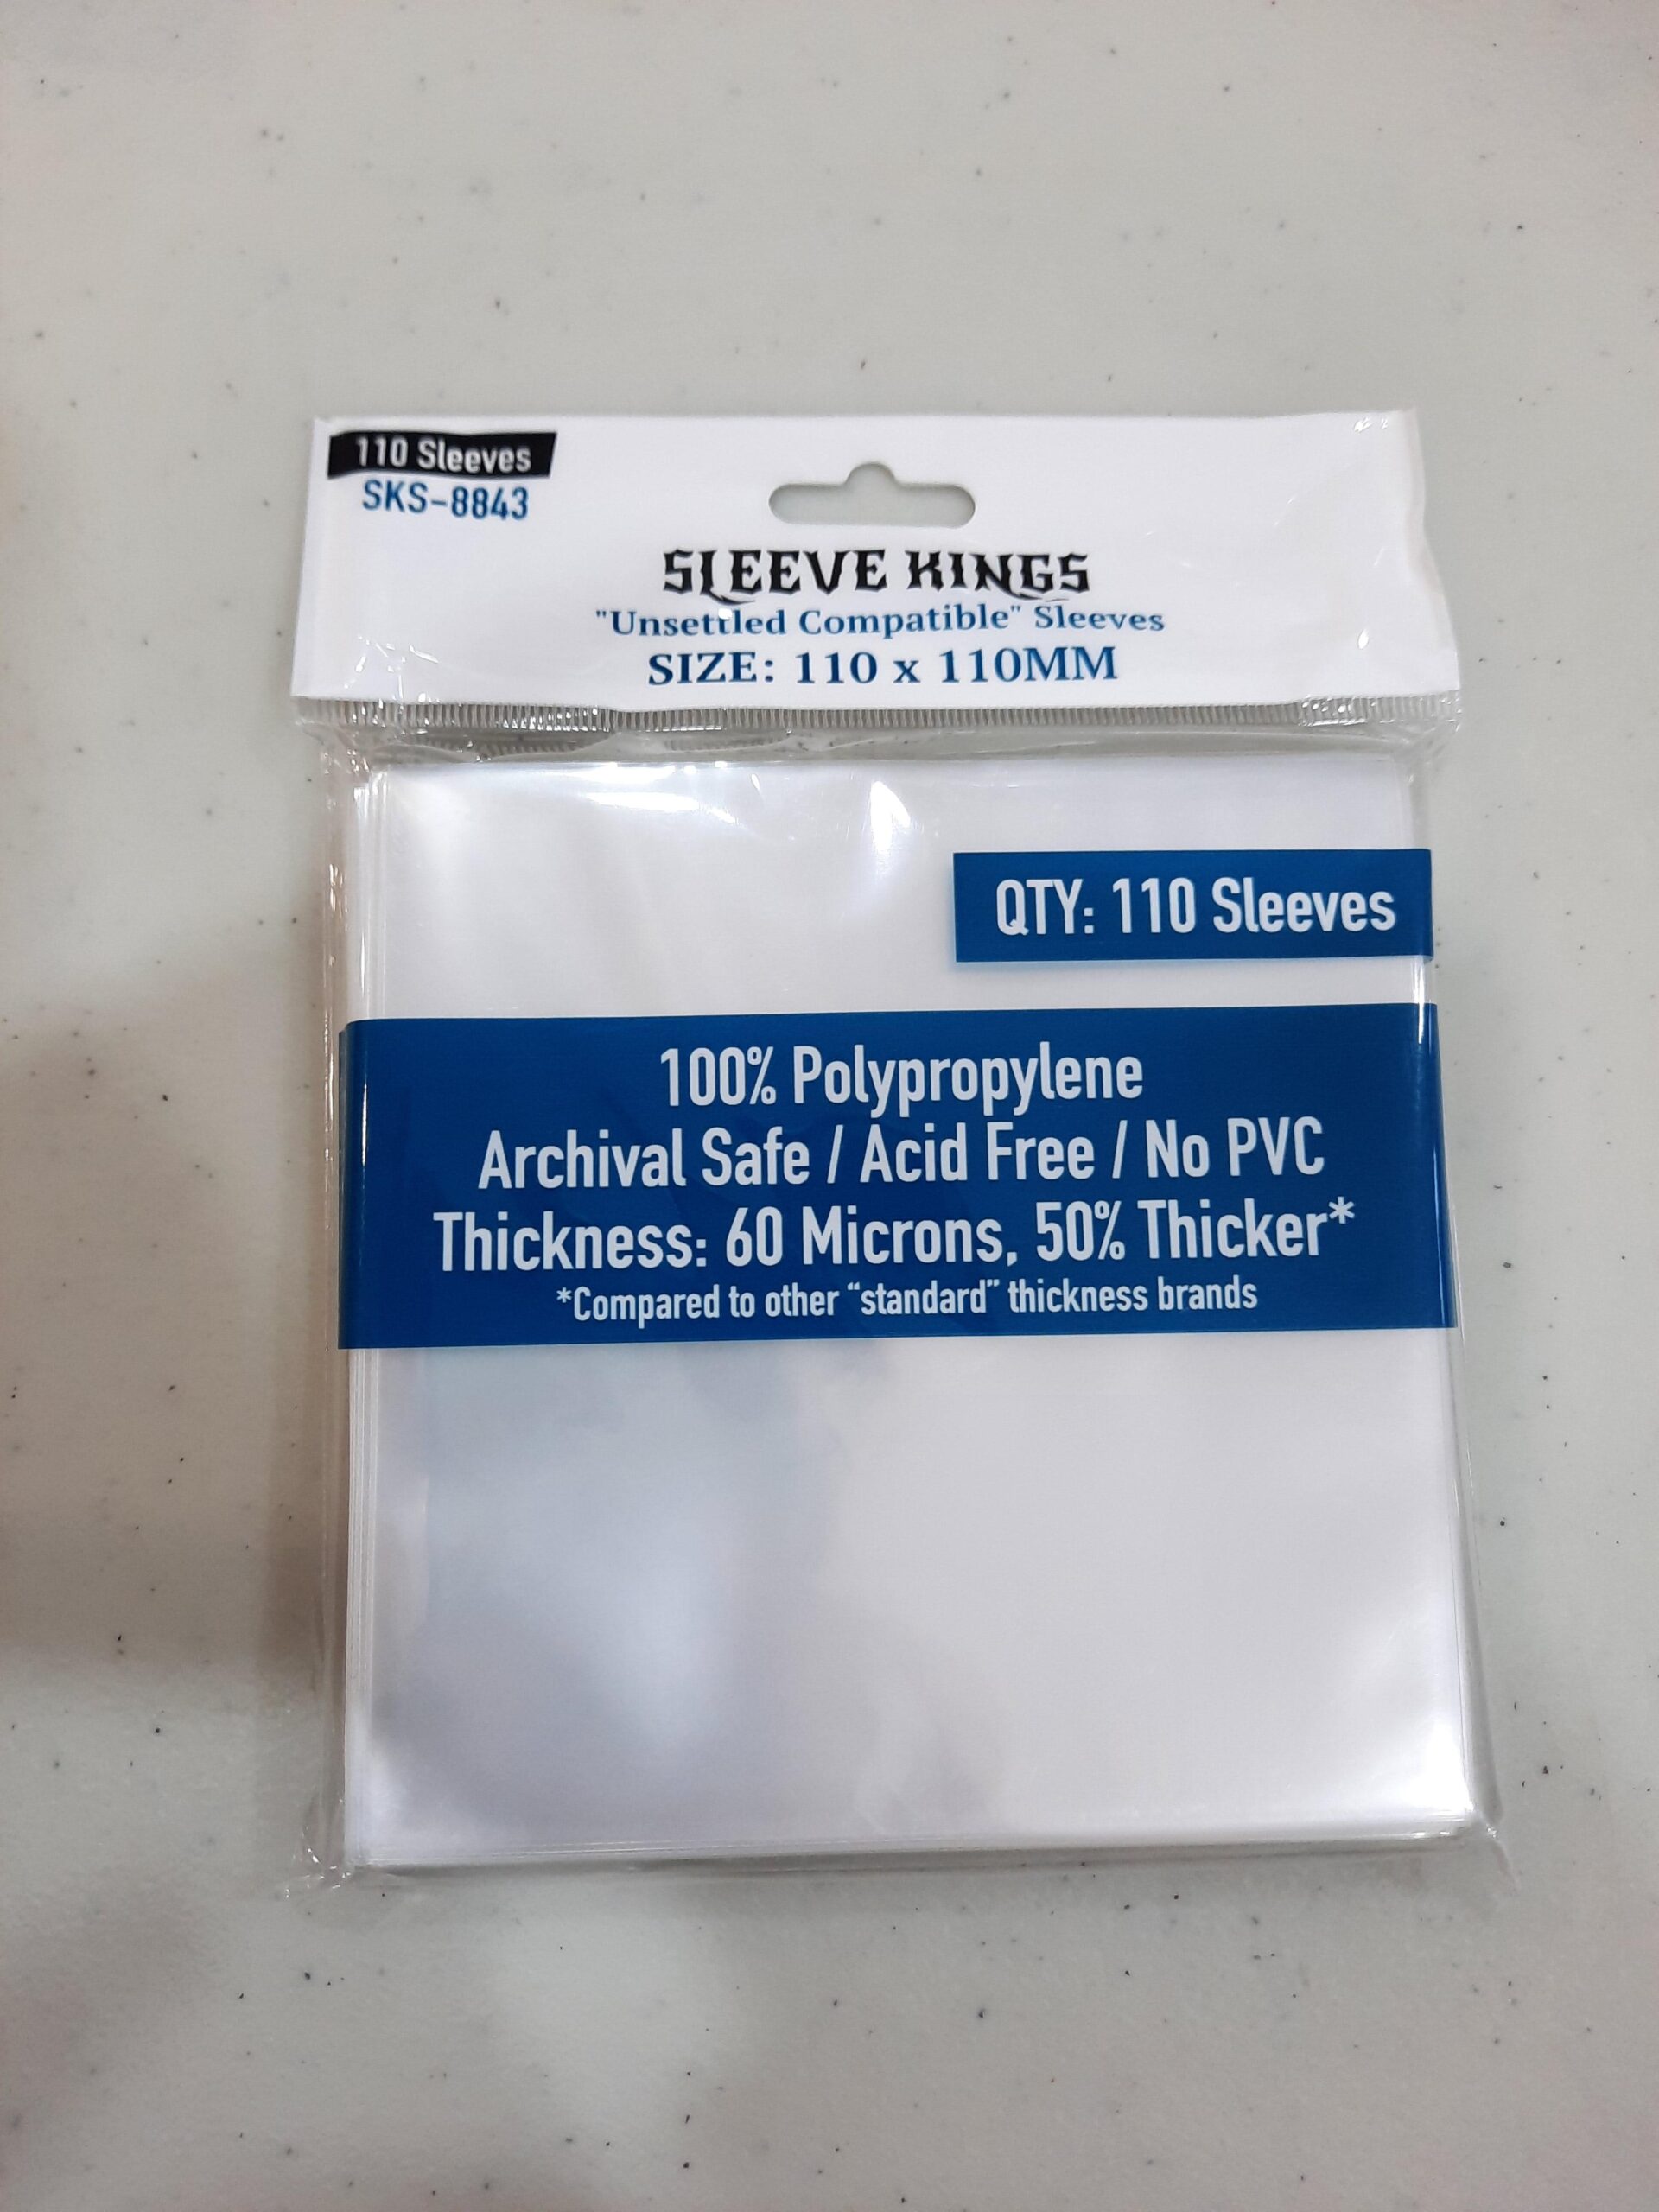 110 Sleeves
SKS-8843
SLEEVE KINGS
"Unsettled Compatible" Sleeves
SIZE: 110 x 110MM
QTY: 110 Sleeves
100% Polypropylene
Archival Safe / Acid Free / No PVC
Thickness: 60 Microns, 50% Thicker*
*Compared to other “standard” thickness brands